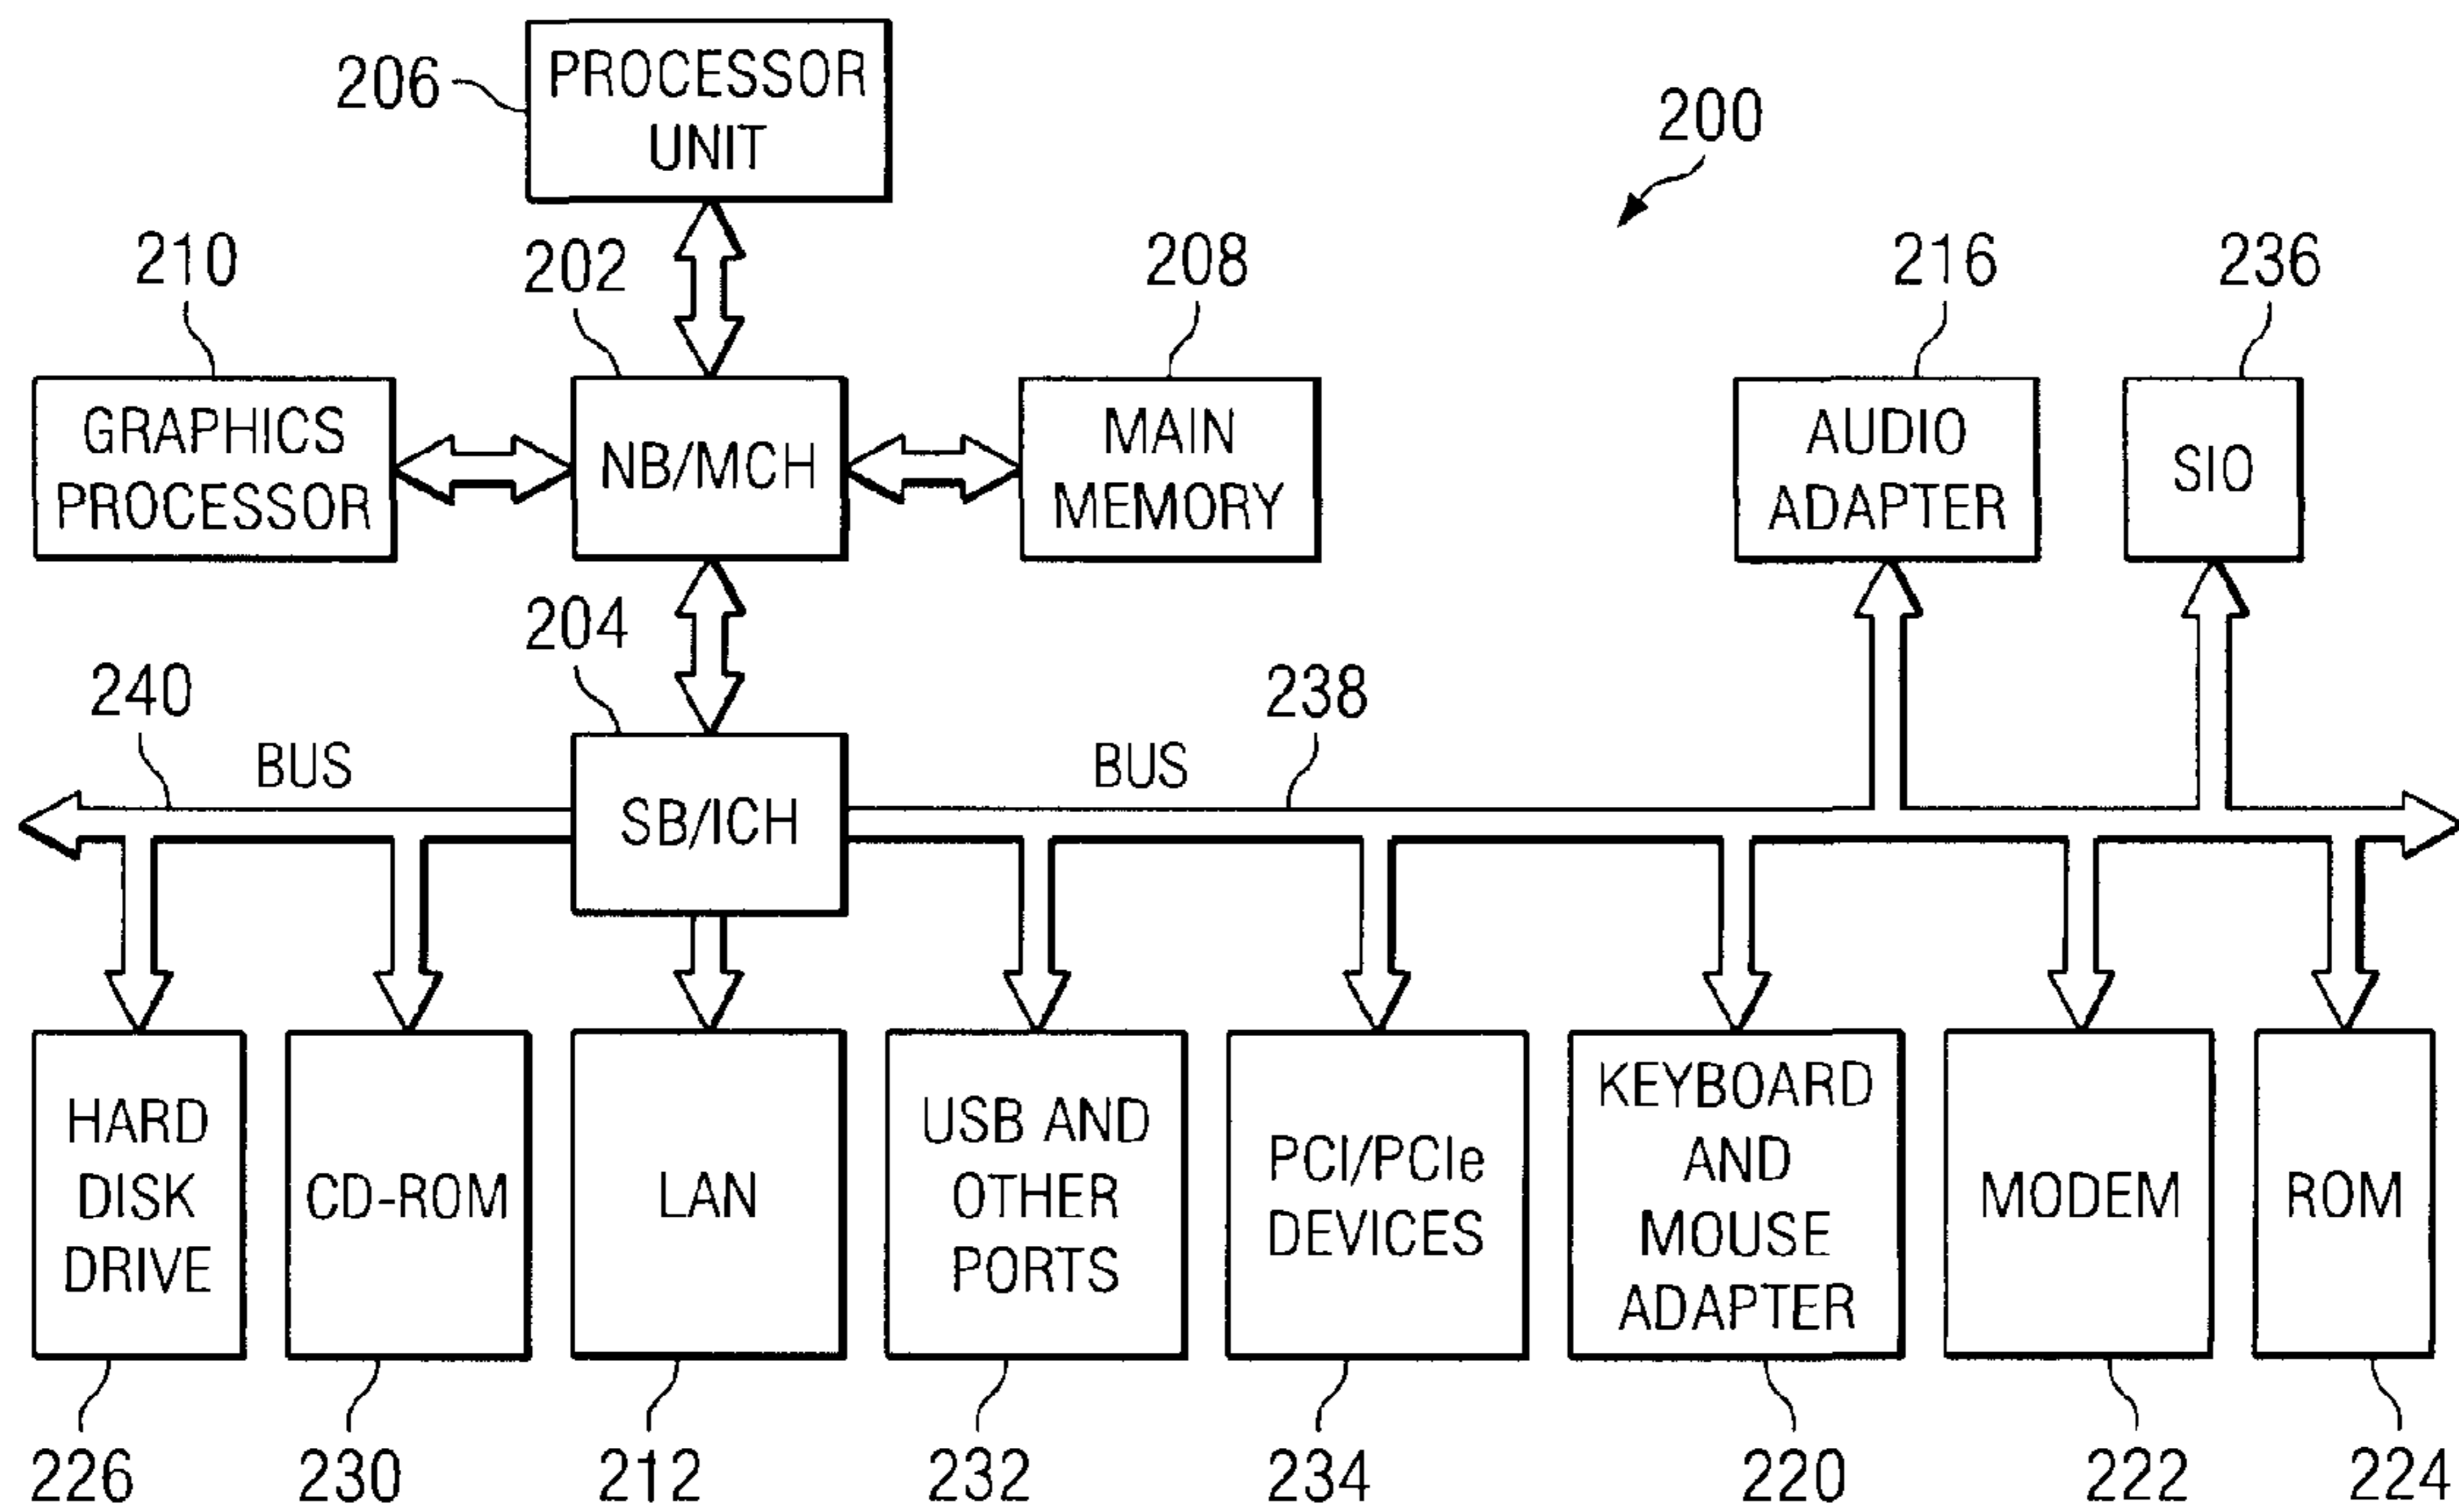 PROCESSOR
UNIT
206
200
210
202
208
216
236
GRAPHICS
PROCESSOR
NB/MCH
MAIN
MEMORY
AUDIO
ADAPTER
SIO
204
240
238
BUS
BUS
SB/ICH
HARD
DISK
DRIVE
CD-ROM
LAN
USB AND
OTHER
PORTS
PCI/PCIe
DEVICES
KEYBOARD
AND
MOUSE
ADAPTER
MODEM
ROM
226
230
212
232
234
220
222
224